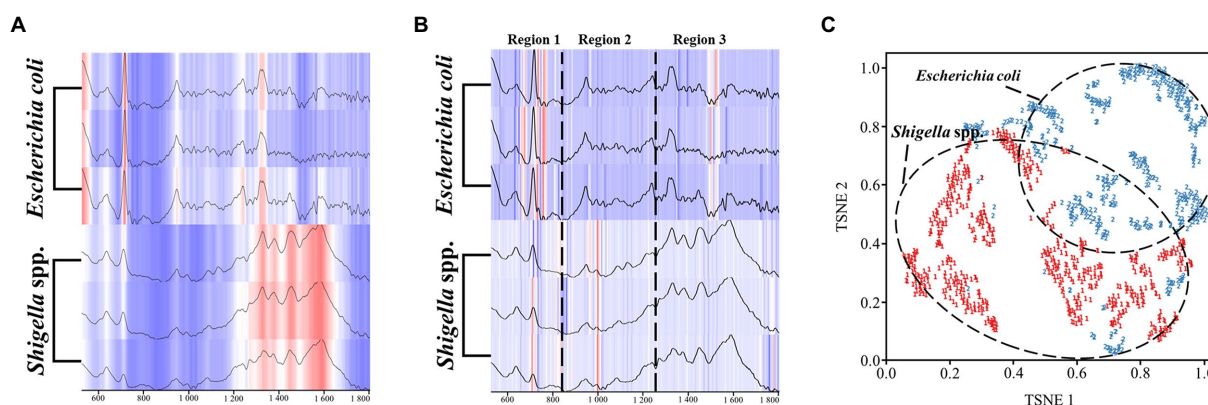 A
Escherichia coli
Shigella spp.
600 800 1 000 1 200 1 400 1 600 1 800
B
Region 1 Region 2 Region 3
Escherichia coli
Shigella spp.
600 800 1 000 1 200 1 400 1 600 1 800
C
Escherichia coli
Shigella spp.
TSNE 2
1.0
0.8
0.6
0.4
0.2
0.0
0.0 0.2 0.4 0.6 0.8 1.0
TSNE 1